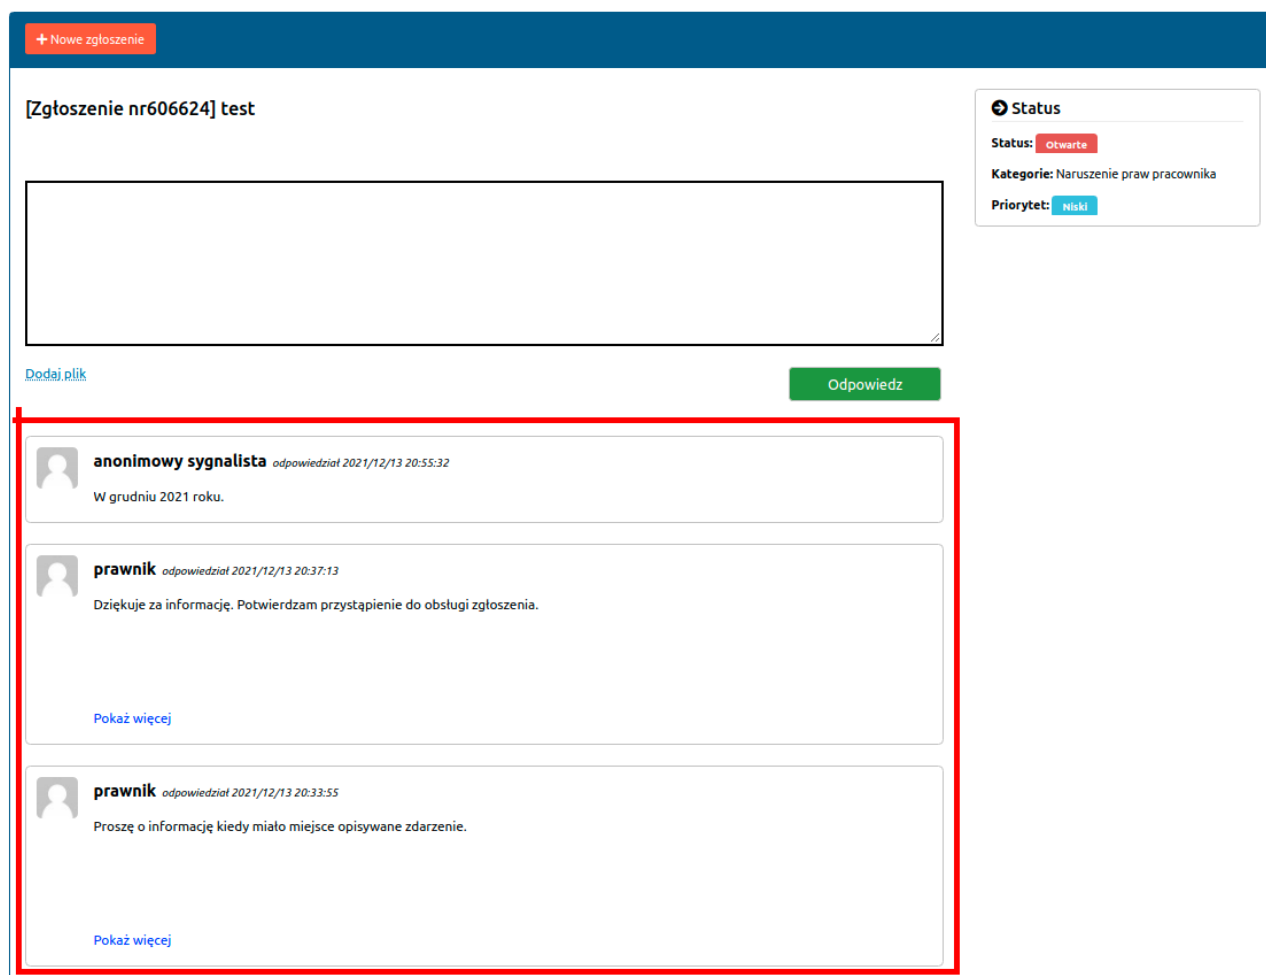 + Nowe zgłoszenie
[Zgłoszenie nr606624] test
Status
Status: Otwarte
Kategorie: Naruszenie praw pracownika
Priorytet: Niski
Dodaj plik
Odpowiedz
anonimowy sygnalista odpowiedział 2021/12/13 20:55:32
W grudniu 2021 roku.
prawnik odpowiedział 2021/12/13 20:37:13
Dziękuje za informację. Potwierdzam przystąpienie do obsługi zgłoszenia.
Pokaż więcej
prawnik odpowiedział 2021/12/13 20:33:55
Proszę o informację kiedy miało miejsce opisywane zdarzenie.
Pokaż więcej